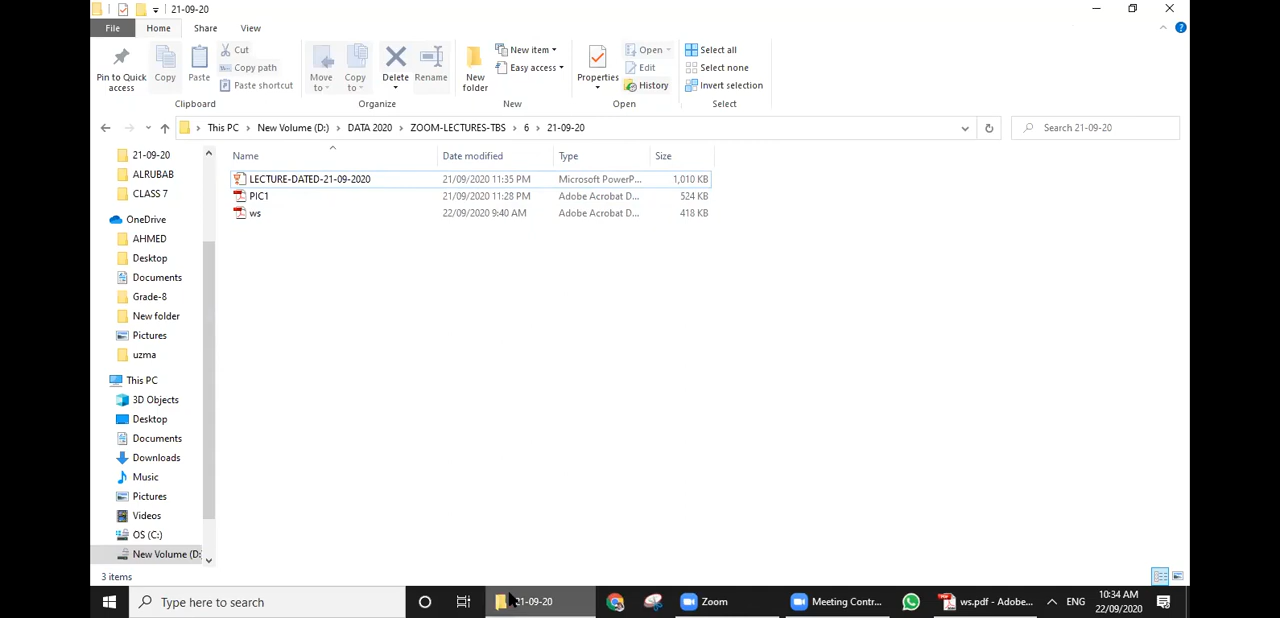 21-09-20
File Home Share View
Pin to Quick access
Copy
Paste
Cut
Copy path
Paste shortcut
Clipboard
Move to
Copy to
Delete
Rename
Organize
New folder
New item
Easy access
New
Properties
Open
Edit
History
Open
Select all
Select none
Invert selection
Select
This PC > New Volume (D:) > DATA 2020 > ZOOM-LECTURES-TBS > 6 > 21-09-20
Search 21-09-20
21-09-20
ALRUBAB
CLASS 7
OneDrive
AHMED
Desktop
Documents
Grade-8
New folder
Pictures
uzma
This PC
3D Objects
Desktop
Documents
Downloads
Music
Pictures
Videos
OS (C:)
New Volume (D:
Name Date modified Type Size
LECTURE-DATED-21-09-2020 21/09/2020 11:35 PM Microsoft PowerP... 1,010 KB
PIC1 21/09/2020 11:28 PM Adobe Acrobat D... 524 KB
ws 22/09/2020 9:40 AM Adobe Acrobat D... 418 KB
3 items
Type here to search
21-09-20
Zoom
Meeting Contr...
ws.pdf - Adobe...
ENG
10:34 AM
22/09/2020